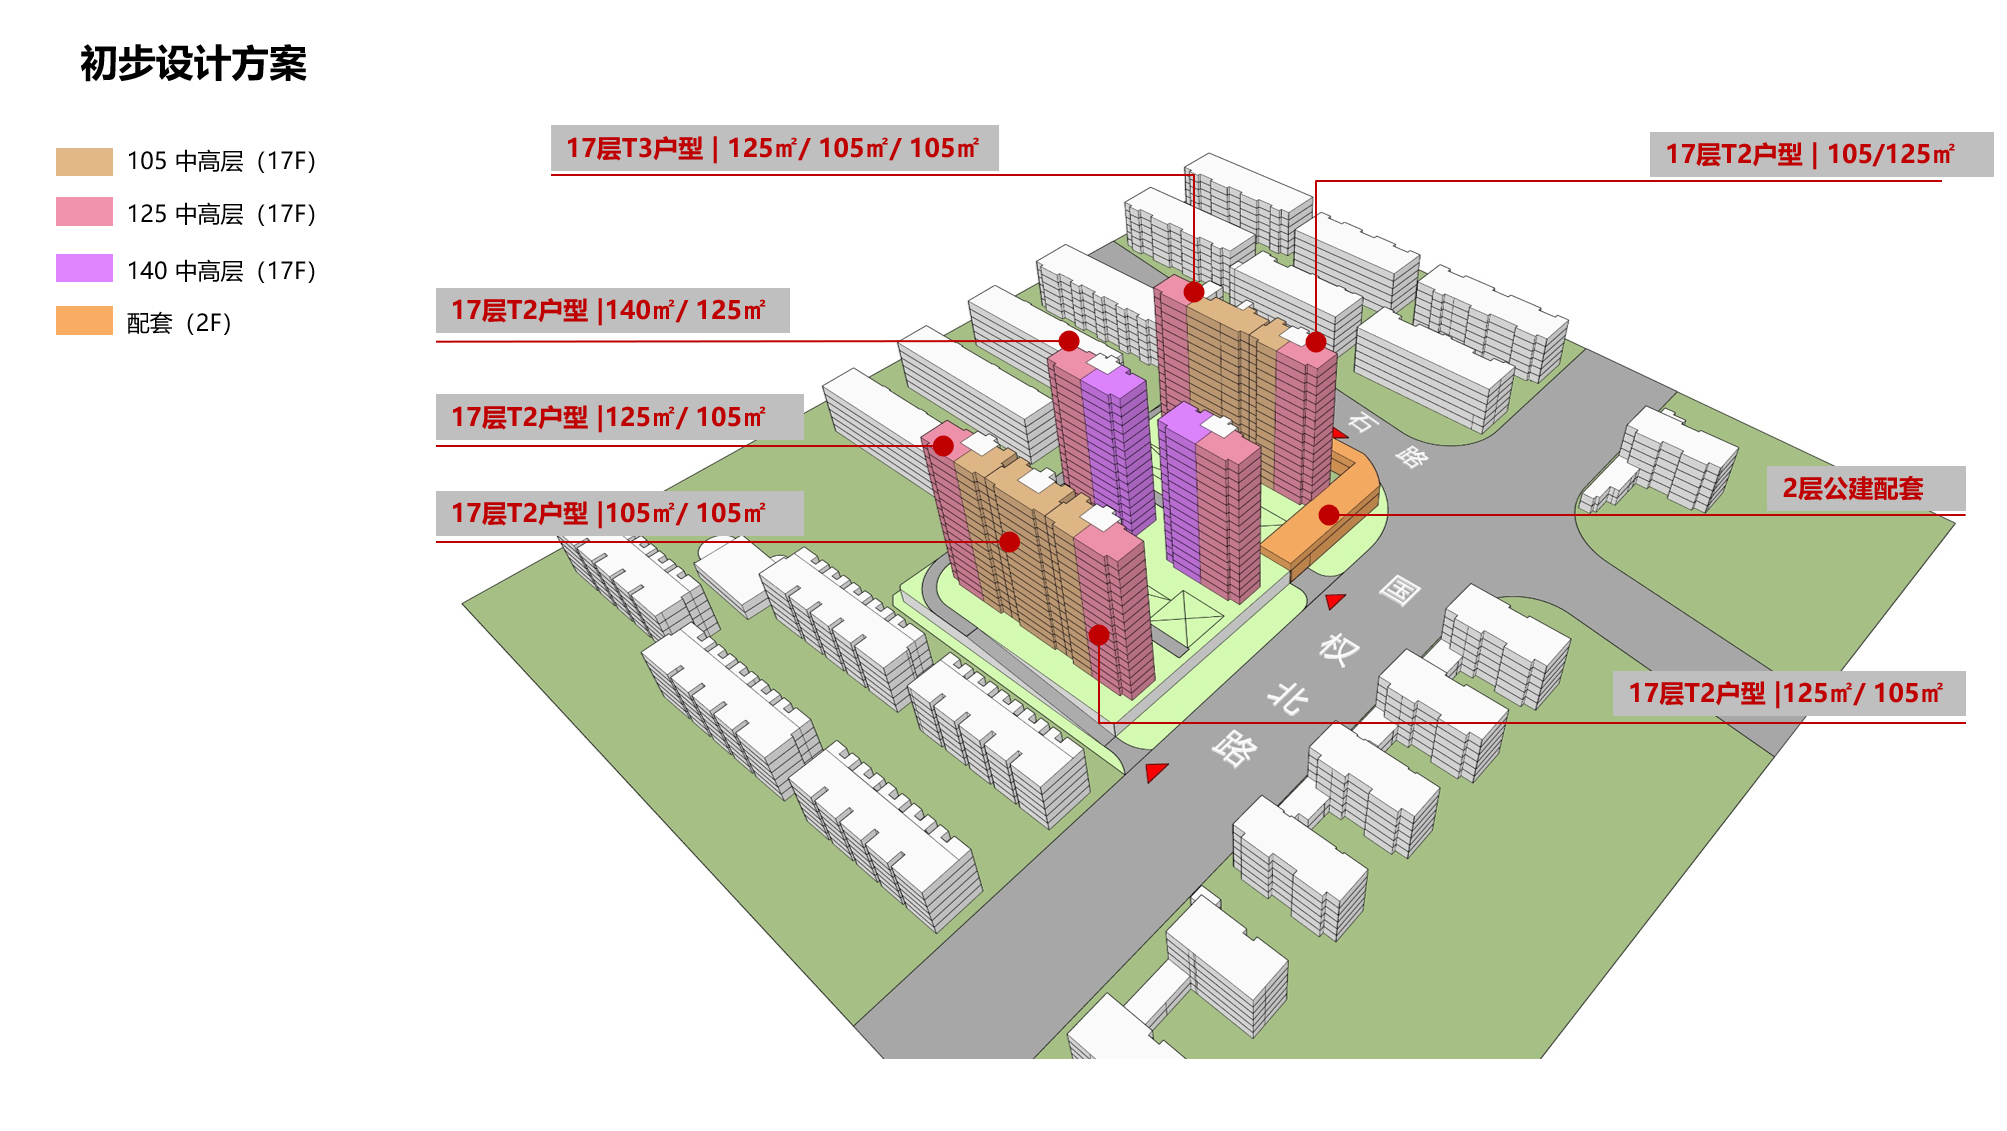 初步设计方案
105 中高层（17F）
125 中高层（17F）
140 中高层（17F）
配套（2F）
17层T3户型 | 125㎡/ 105㎡/ 105㎡
17层T2户型 | 105/125㎡
17层T2户型 |140㎡/ 125㎡
17层T2户型 |125㎡/ 105㎡
17层T2户型 |105㎡/ 105㎡
2层公建配套
17层T2户型 |125㎡/ 105㎡
石路
国权北路